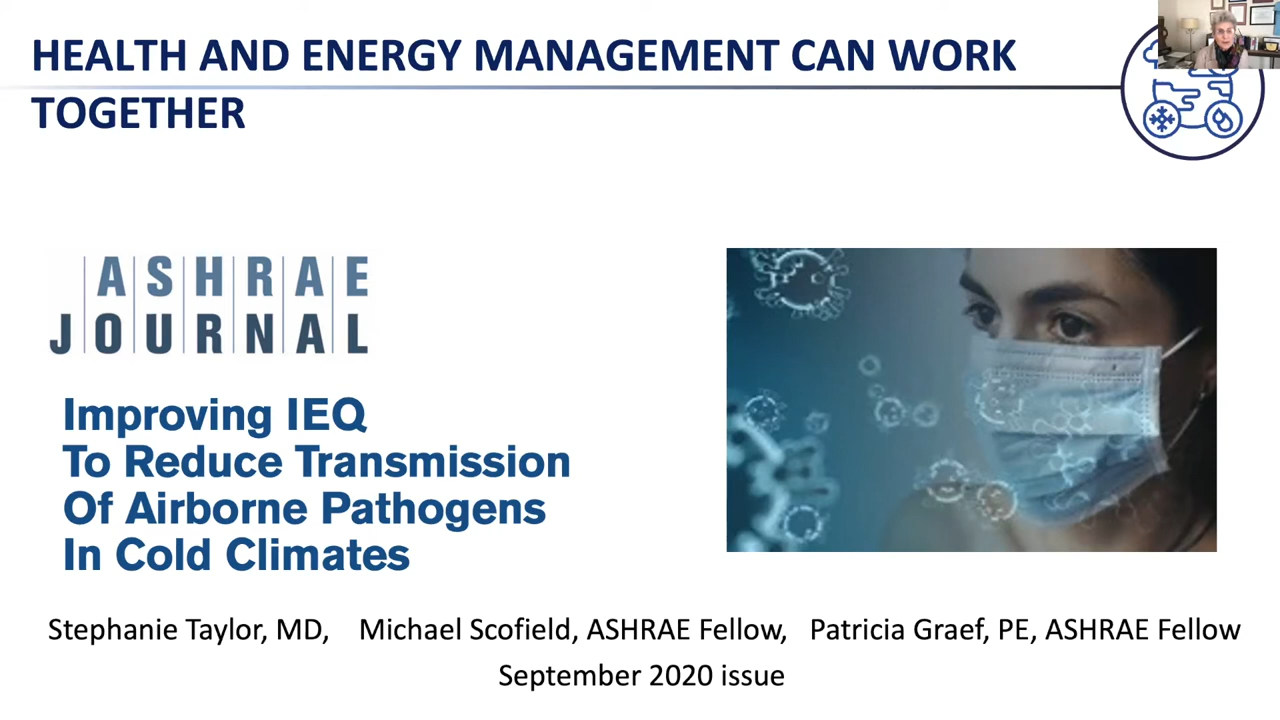 HEALTH AND ENERGY MANAGEMENT CAN WORK
TOGETHER
ASHRAE
JOURNAL
Improving IEQ
To Reduce Transmission
Of Airborne Pathogens
In Cold Climates
Stephanie Taylor, MD, Michael Scofield, ASHRAE Fellow, Patricia Graef, PE, ASHRAE Fellow
September 2020 issue